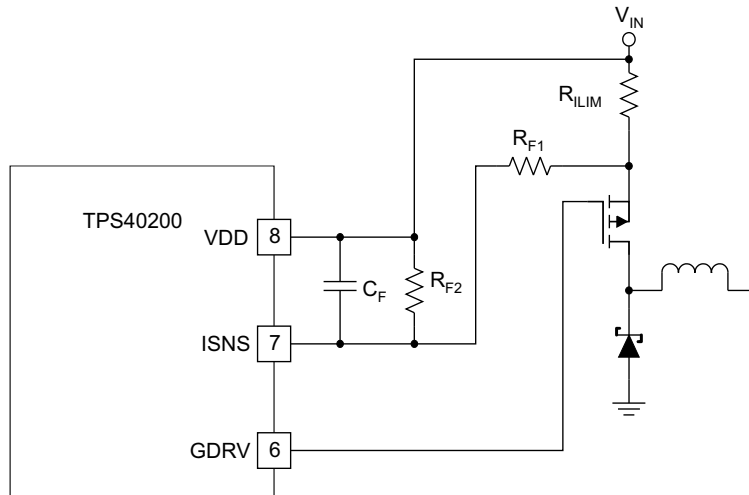 V_IN
R_ILIM
R_F1
TPS40200
VDD
8
C_F
R_F2
ISNS
7
GDRV
6